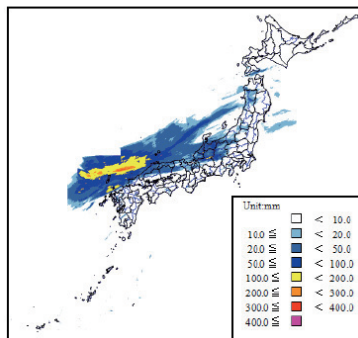 Unit:mm
< 10.0
10.0 ≦ < 20.0
20.0 ≦ < 50.0
50.0 ≦ < 100.0
100.0 ≦ < 200.0
200.0 ≦ < 300.0
300.0 ≦ < 400.0
400.0 ≦